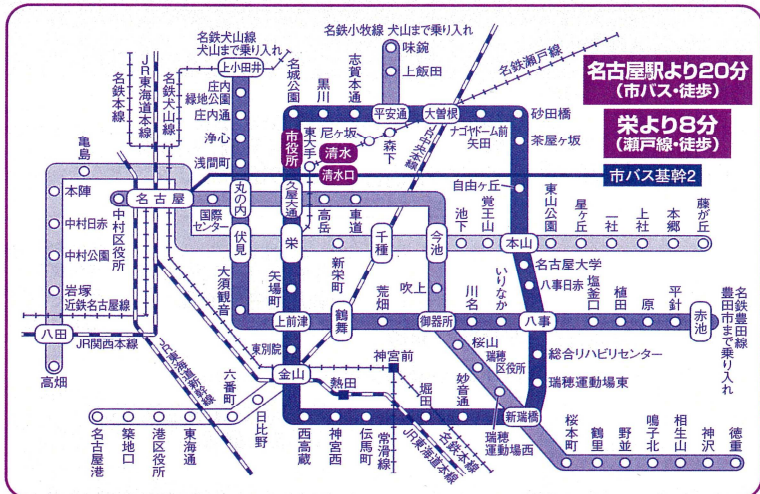 名鉄犬山線
犬山まで乗り入れ
名鉄小牧線 犬山まで乗り入れ
味鋺
上飯田
名鉄瀬戸線
JR東海道本線
名鉄本線
名鉄犬山線
上小田井
庄内
緑地公園
庄内通
浄心
浅間町
名城公園
黒川
志賀本通
平安通
大曽根
ナゴヤドーム前
矢田
砂田橋
茶屋ヶ坂
自由ヶ丘
名古屋駅より20分
(市バス・徒歩)
栄より8分
(瀬戸線・徒歩)
市バス基幹2
市役所
東大手
尼ヶ坂
清水
清水口
森下
JR中央本線
亀島
本陣
中村日赤
中村公園
岩塚
近鉄名古屋線
八田
JR関西本線
高畑
名古屋
中村区役所
国際
センター
丸の内
久屋大通
高岳
車道
伏見
栄
新栄町
千種
今池
池下
覚王山
本山
東山公園
星ヶ丘
一社
上社
本郷
藤が丘
大須観音
矢場町
上前津
鶴舞
荒畑
吹上
御器所
川名
いりなか
名古屋大学
八事日赤
八事
塩釜口
植田
原
平針
赤池
名鉄豊田線
豊田市まで乗り入れ
東別院
金山
桜山
瑞穂
区役所
総合リハビリセンター
瑞穂運動場東
JR東海道新幹線
六番町
日比野
名古屋港
築地口
港区役所
東海通
神宮前
熱田
西高蔵
神宮西
伝馬町
常滑線
JR東海道本線
名鉄本線
堀田
妙音通
新瑞橋
瑞穂
運動場西
桜本町
鶴里
野並
鳴子北
相生山
神沢
徳重